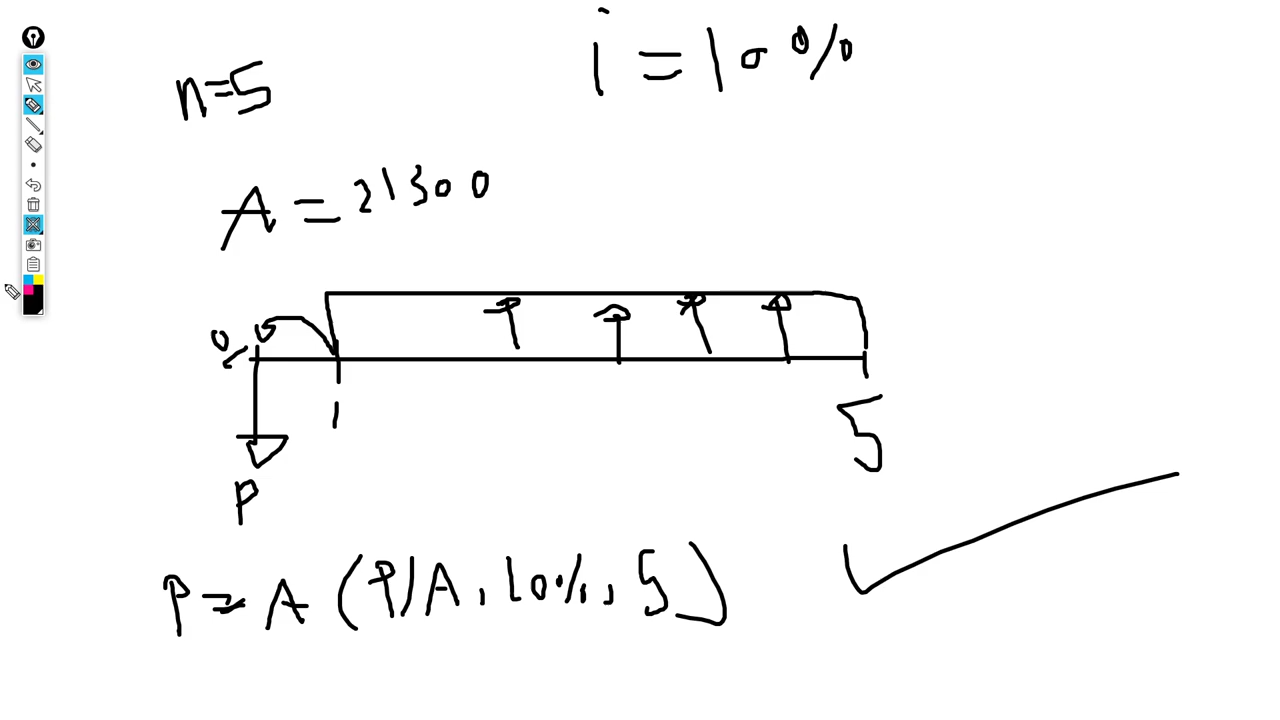 i = 10%
n=5
A = 21300
0
1
5
P
P = A (P/A, 10%, 5)